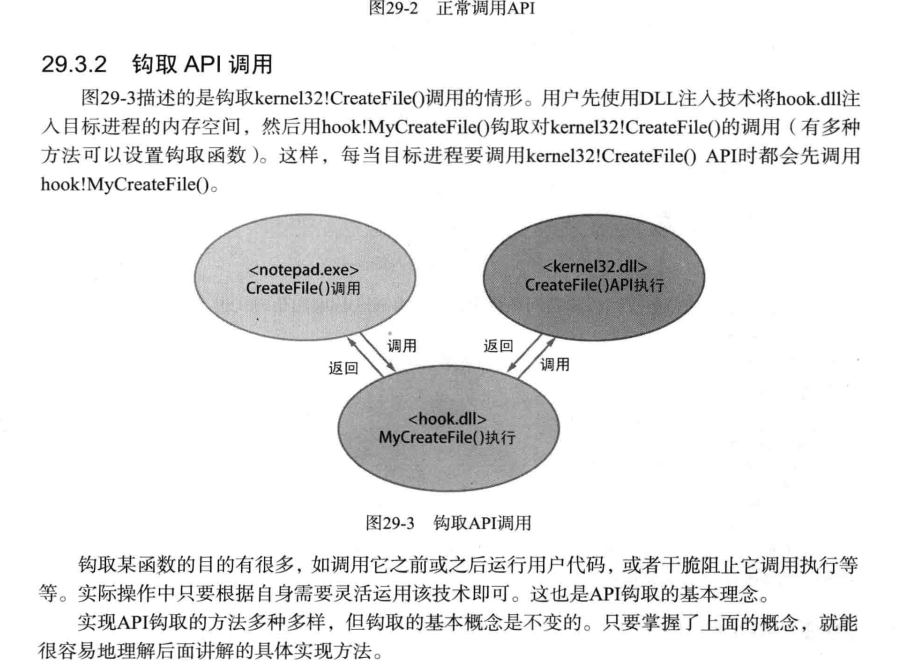 图29-2 正常调用API
29.3.2 钩取 API 调用
图29-3描述的是钩取kernel32!CreateFile()调用的情形。用户先使用DLL注入技术将hook.dll注
入目标进程的内存空间，然后用hook!MyCreateFile()钩取对kernel32!CreateFile()的调用（有多种
方法可以设置钩取函数）。这样，每当目标进程要调用kernel32!CreateFile() API时都会先调用
hook!MyCreateFile()。
<notepad.exe>
CreateFile()调用
<kernel32.dll>
CreateFile()API执行
调用
返回
返回
调用
<hook.dll>
MyCreateFile()执行
图29-3 钩取API调用
钩取某函数的目的有很多，如调用它之前或之后运行用户代码，或者干脆阻止它调用执行等
等。实际操作中只要根据自身需要灵活运用该技术即可。这也是API钩取的基本理念。
实现API钩取的方法多种多样，但钩取的基本概念是不变的。只要掌握了上面的概念，就能
很容易地理解后面讲解的具体实现方法。